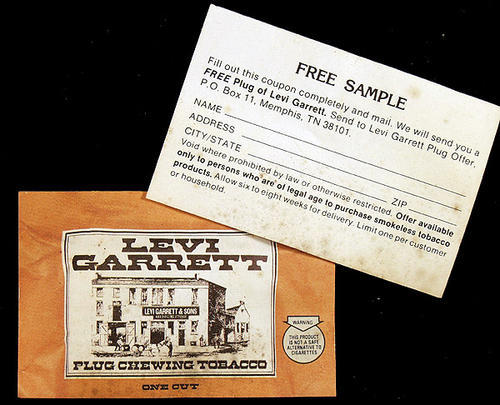 FREE SAMPLE
Fill out this coupon completely and mail. We will send you a
FREE Plug of Levi Garrett. Send to Levi Garrett Plug Offer.
P.O. Box 11, Memphis, TN 38101.
NAME
ADDRESS
CITY/STATE ZIP
Void where prohibited by law or otherwise restricted. Offer available
only to persons who are of legal age to purchase smokeless tobacco
products. Allow six to eight weeks for delivery. Limit one per customer
or household.
LEVI
GARRETT
LEVI GARRETT & SONS
PLUG CHEWING TOBACCO
ONE CUT
WARNING
THIS PRODUCT
IS NOT A SAFE
ALTERNATIVE TO
CIGARETTES